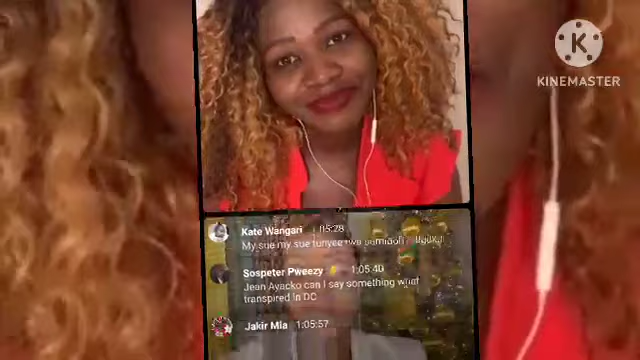 K
KINEMASTER
Kate Wangari 1:05:28
My sue my sue
Sospeter Pweezy 1:05:40
Jean Ayacko can I say something what
transpired in DC
Jakir Mia 1:05:57